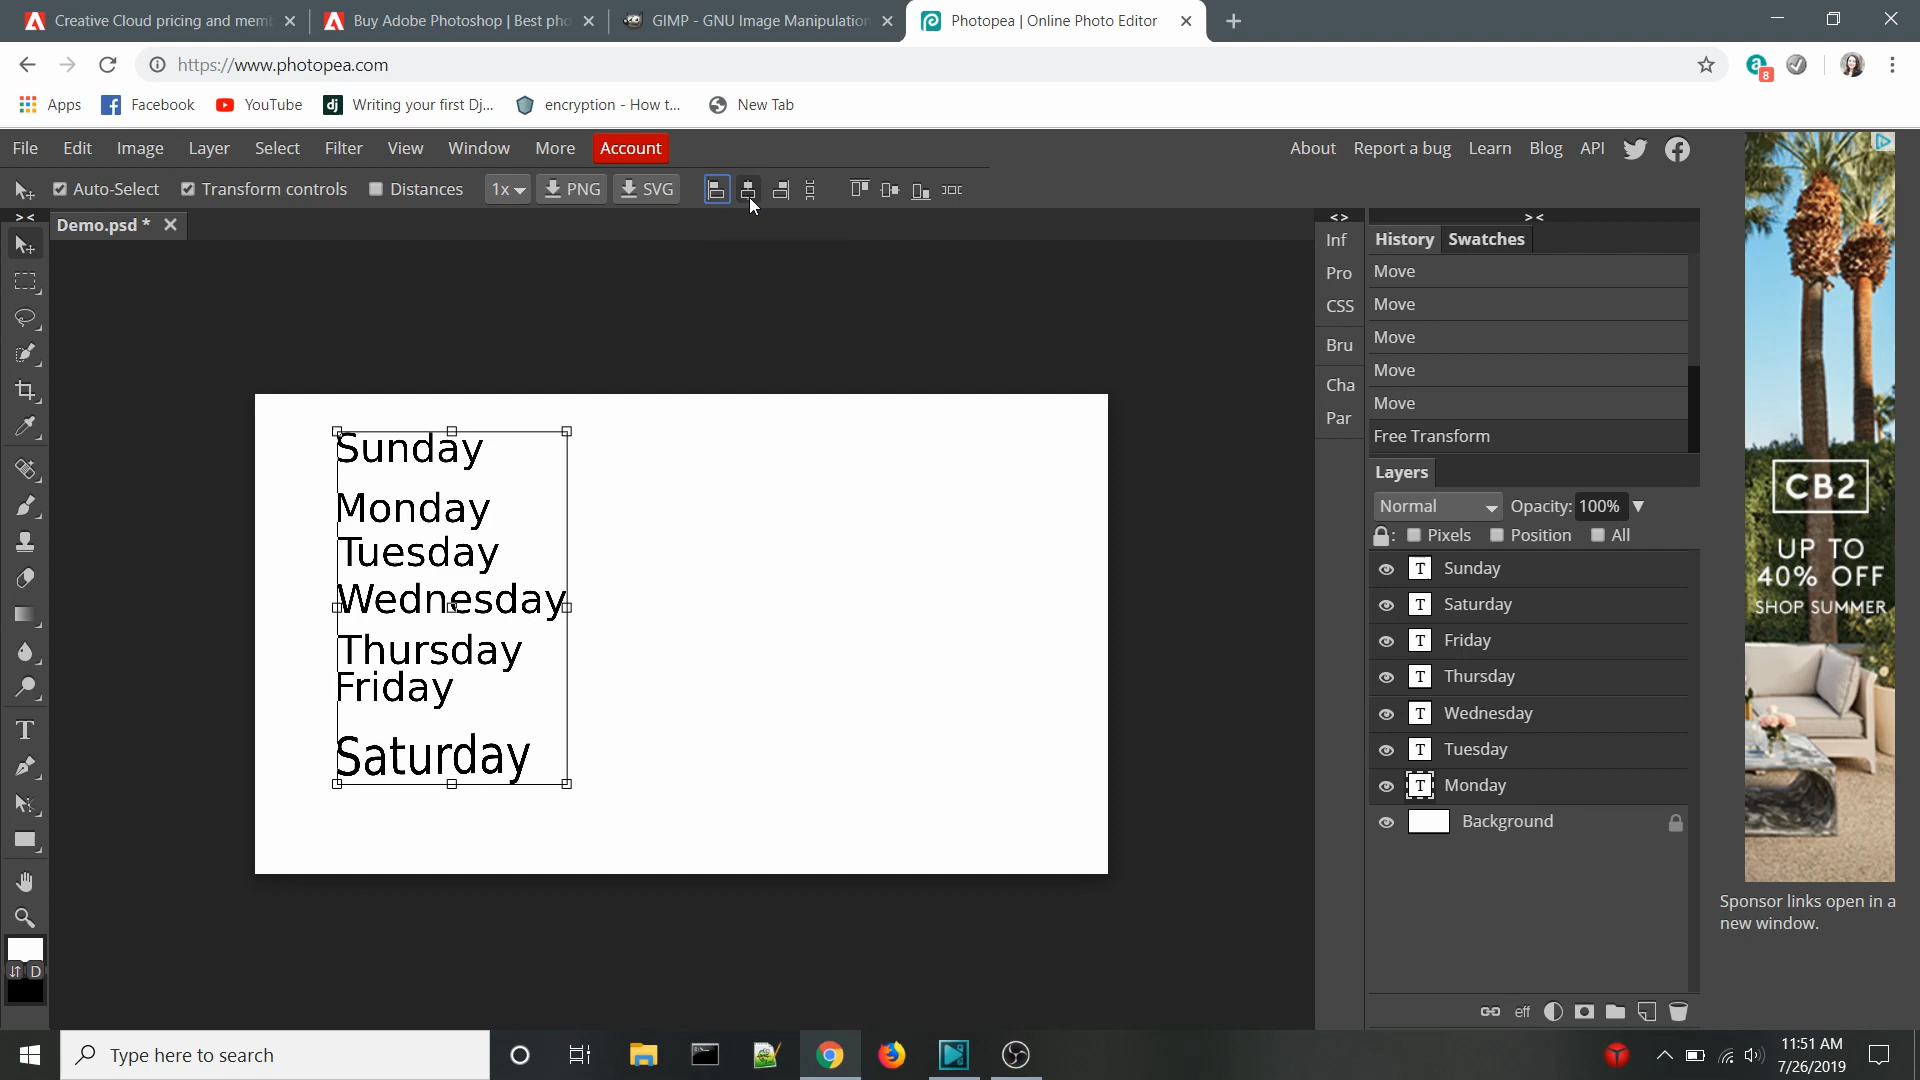 Creative Cloud pricing and mem
Buy Adobe Photoshop | Best pho
GIMP - GNU Image Manipulation
Photopea | Online Photo Editor
https://www.photopea.com
a
8
Apps
Facebook
YouTube
dj
Writing your first Dj...
encryption - How t...
New Tab
File
Edit
Image
Layer
Select
Filter
View
Window
More
Account
About
Report a bug
Learn
Blog
API
Auto-Select
Transform controls
Distances
1x
PNG
SVG
> <
Demo.psd *
< >
> <
Inf
Pro
CSS
Bru
Cha
Par
History
Swatches
Move
Move
Move
Move
Move
Free Transform
Layers
Normal
Opacity:
100%
:
Pixels
Position
All
T Sunday
T Saturday
T Friday
T Thursday
T Wednesday
T Tuesday
T Monday
Background
eff
Sunday
Monday
Tuesday
Wednesday
Thursday
Friday
Saturday
T
D
CB2
UP TO
40% OFF
SHOP SUMMER
Sponsor links open in a
new window.
Type here to search
11:51 AM
7/26/2019